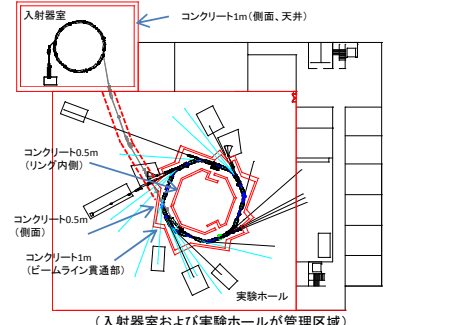 入射器室
コンクリート1m（側面、天井）
コンクリート0.5m
（リング内側）
コンクリート0.5m
（側面）
コンクリート1m
（ビームライン貫通部）
実験ホール
（入射器室および実験ホールが管理区域）